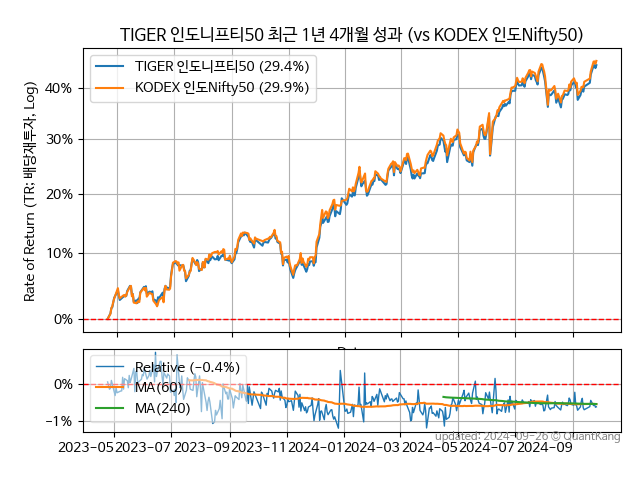 TIGER 인도니프티50 최근 1년 4개월 성과 (vs KODEX 인도Nifty50)
Rate of Return (TR: 배당재투자, Log)
TIGER 인도니프티50 (29.4%)
KODEX 인도Nifty50 (29.9%)
40%
30%
20%
10%
0%
Relative (−0.4%)
MA(60)
MA(240)
0%
−1%
updated: 2024-09-26 © QuantKang
2023-05 2023-07 2023-09 2023-11 2024-01 2024-03 2024-05 2024-07 2024-09